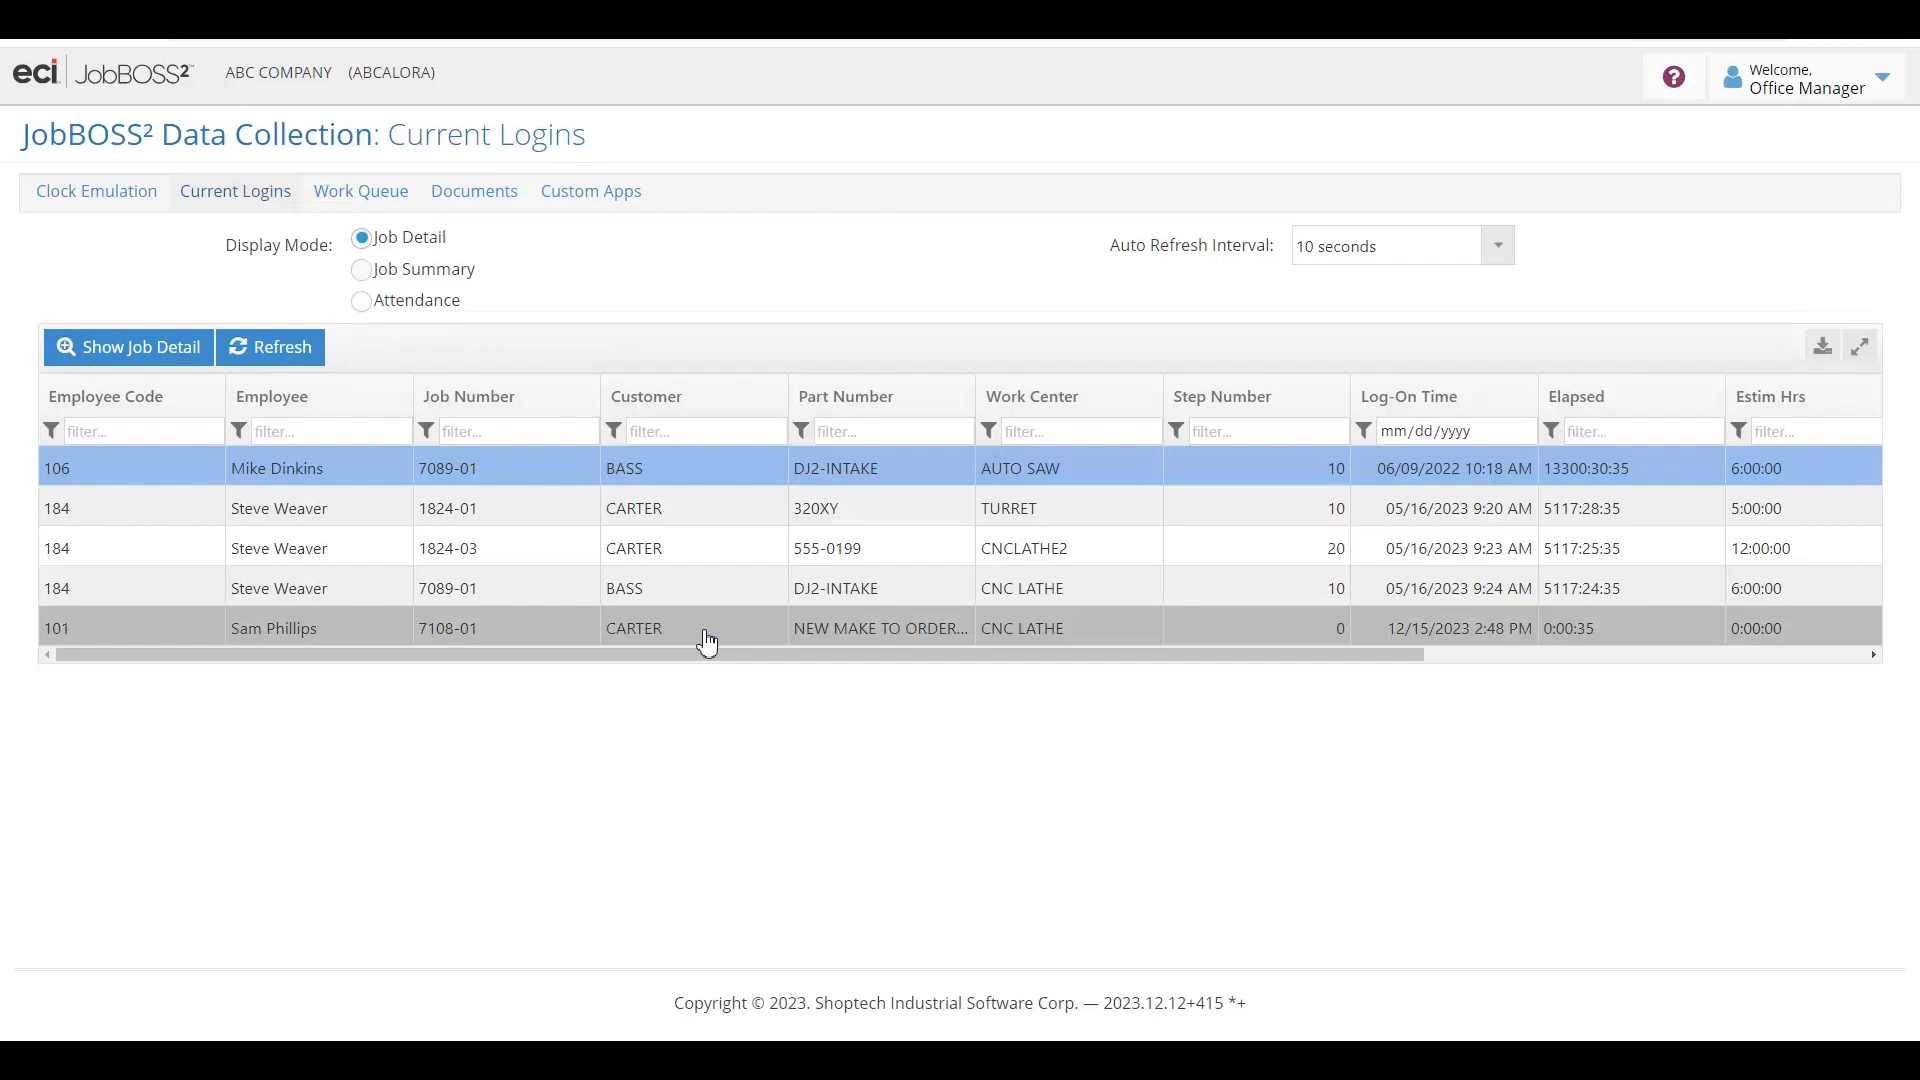 eci JobBOSS²™ ABC COMPANY (ABCALORA)
?
Welcome,
Office Manager
JobBOSS² Data Collection: Current Logins
Clock Emulation Current Logins Work Queue Documents Custom Apps
Display Mode: Job Detail Auto Refresh Interval: 10 seconds
Job Summary
Attendance
Show Job Detail Refresh
Employee Code Employee Job Number Customer Part Number Work Center Step Number Log-On Time Elapsed Estim Hrs
filter... filter... filter... filter... filter... filter... filter... mm/dd/yyyy filter... filter...
106 Mike Dinkins 7089-01 BASS DJ2-INTAKE AUTO SAW 10 06/09/2022 10:18 AM 13300:30:35 6:00:00
184 Steve Weaver 1824-01 CARTER 320XY TURRET 10 05/16/2023 9:20 AM 5117:28:35 5:00:00
184 Steve Weaver 1824-03 CARTER 555-0199 CNCLATHE2 20 05/16/2023 9:23 AM 5117:25:35 12:00:00
184 Steve Weaver 7089-01 BASS DJ2-INTAKE CNC LATHE 10 05/16/2023 9:24 AM 5117:24:35 6:00:00
101 Sam Phillips 7108-01 CARTER NEW MAKE TO ORDER... CNC LATHE 0 12/15/2023 2:48 PM 0:00:35 0:00:00
Copyright © 2023. Shoptech Industrial Software Corp. — 2023.12.12+415 *+